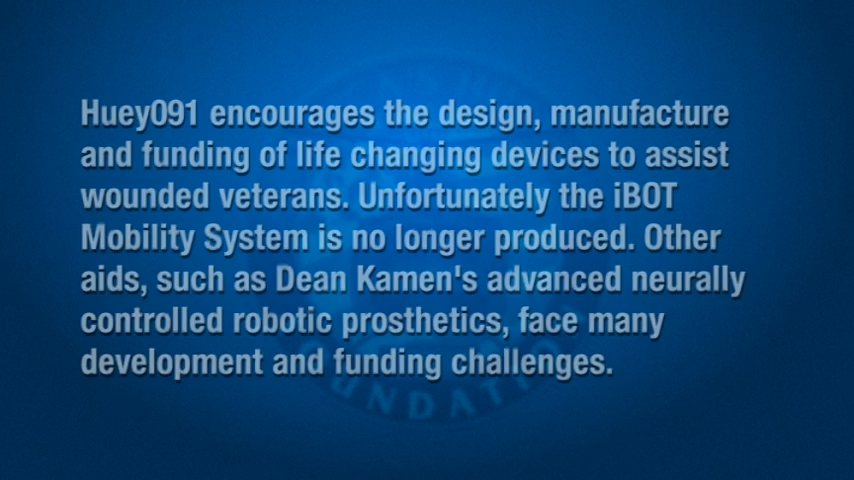 Huey091 encourages the design, manufacture
and funding of life changing devices to assist
wounded veterans. Unfortunately the iBOT
Mobility System is no longer produced. Other
aids, such as Dean Kamen's advanced neurally
controlled robotic prosthetics, face many
development and funding challenges.